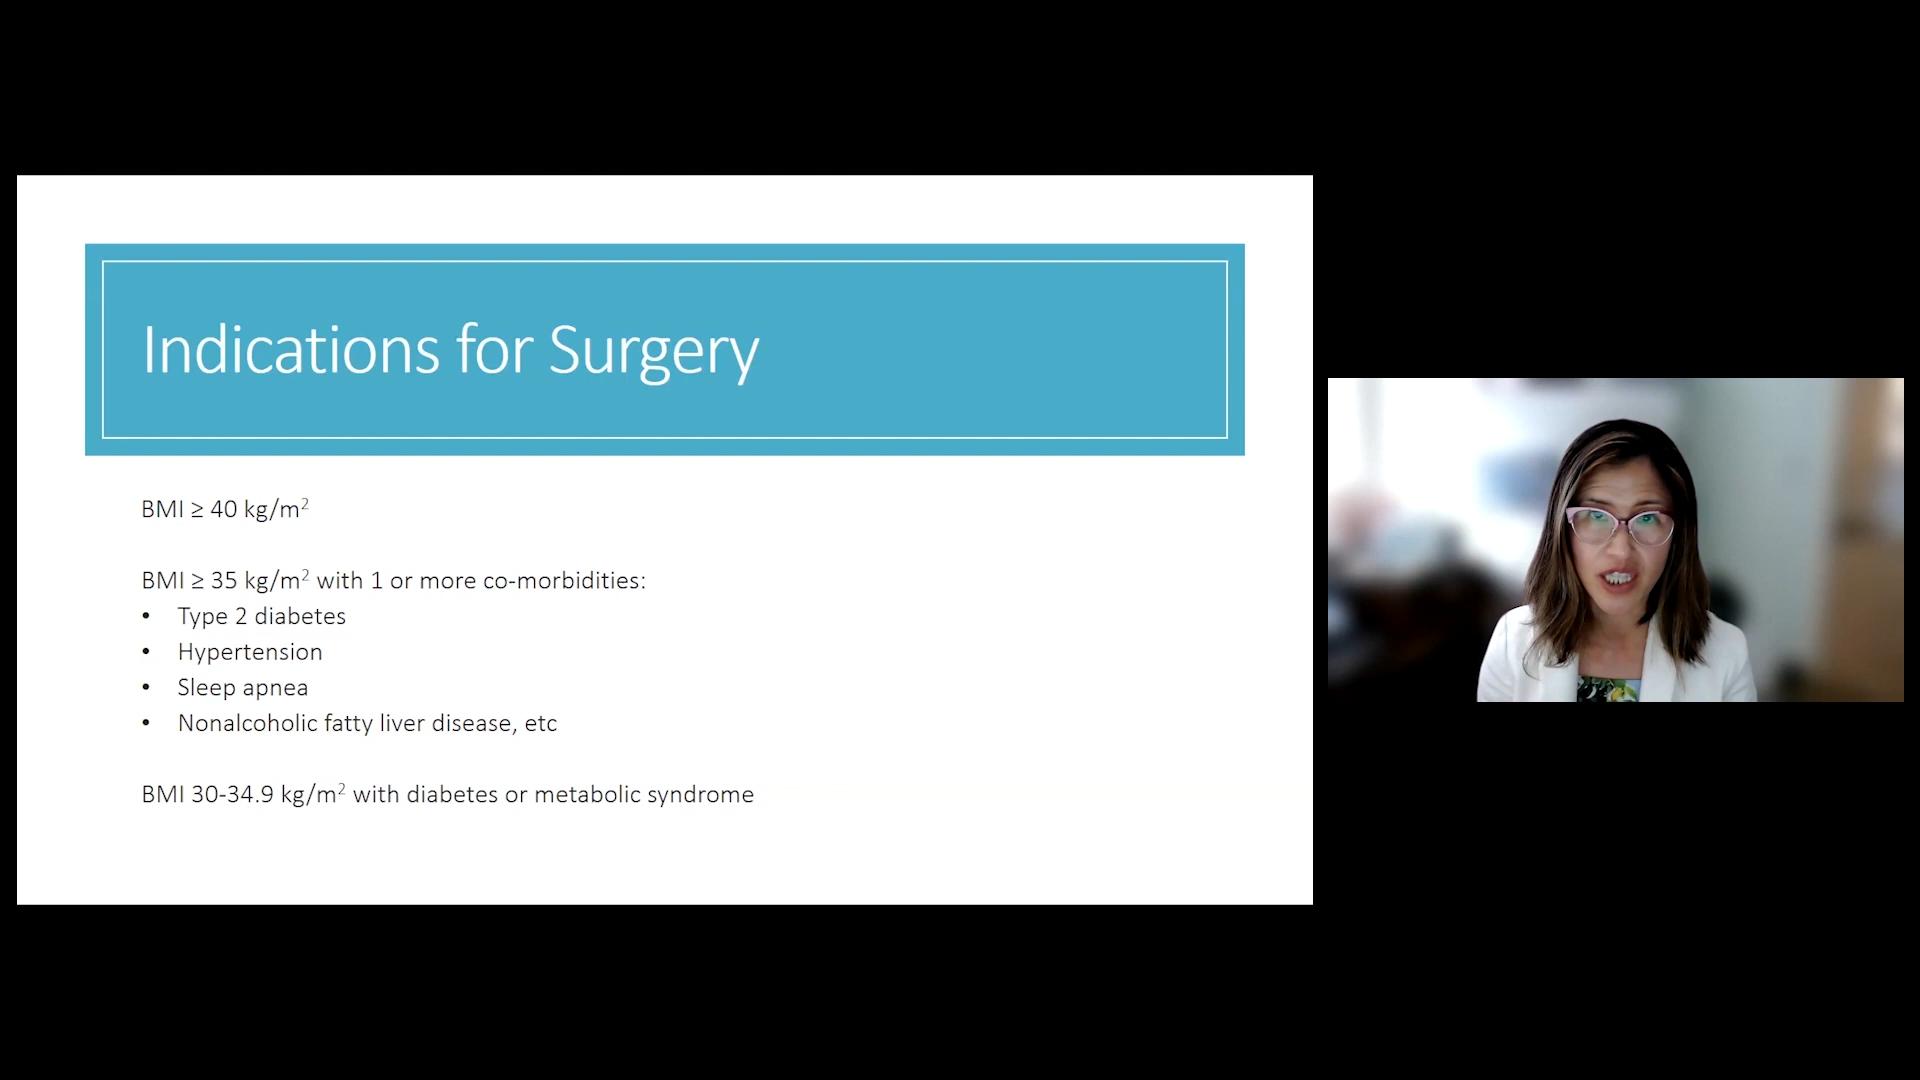 Indications for Surgery
BMI ≥ 40 kg/m²
BMI ≥ 35 kg/m² with 1 or more co-morbidities:
• Type 2 diabetes
• Hypertension
• Sleep apnea
• Nonalcoholic fatty liver disease, etc
BMI 30-34.9 kg/m² with diabetes or metabolic syndrome